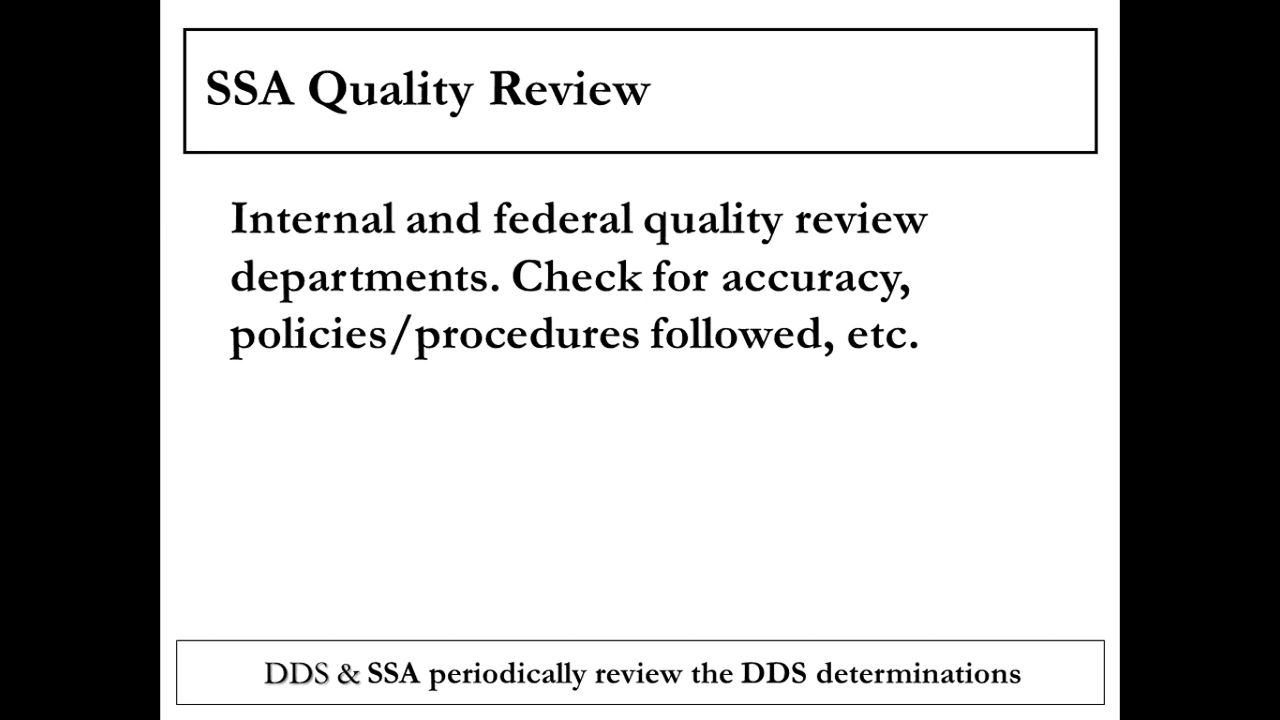 SSA Quality Review
Internal and federal quality review
departments. Check for accuracy,
policies/procedures followed, etc.
DDS & SSA periodically review the DDS determinations